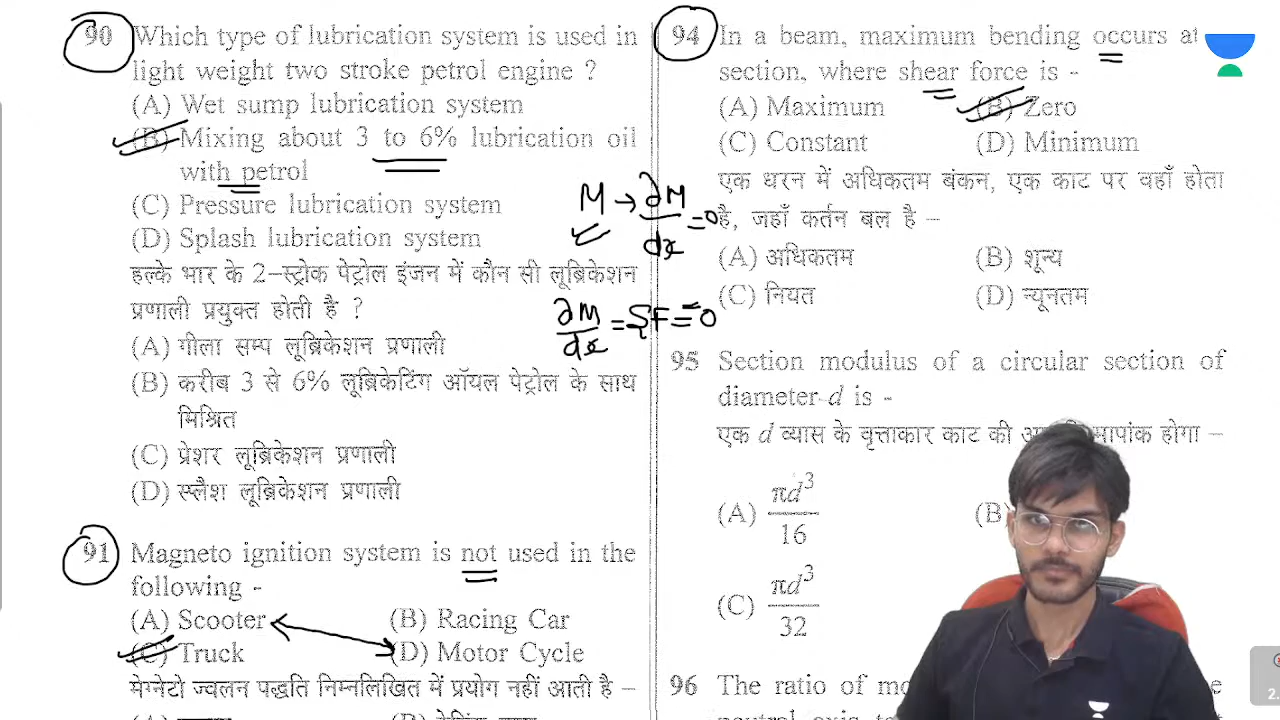 90 Which type of lubrication system is used in
light weight two stroke petrol engine ?
(A) Wet sump lubrication system
(B) Mixing about 3 to 6% lubrication oil
with petrol
(C) Pressure lubrication system
(D) Splash lubrication system
हल्के भार के 2-स्ट्रोक पेट्रोल इंजन में कौन सी लूब्रिकेशन
प्रणाली प्रयुक्त होती है ?
(A) गीला सम्प लूब्रिकेशन प्रणाली
(B) करीब 3 से 6% लूब्रिकेटिंग ऑयल पेट्रोल के साथ
मिश्रित
(C) प्रेशर लूब्रिकेशन प्रणाली
(D) स्प्लैश लूब्रिकेशन प्रणाली
91 Magneto ignition system is not used in the
following -
(A) Scooter (B) Racing Car
(C) Truck (D) Motor Cycle
मेग्नेटो ज्वलन पद्धति निम्नलिखित में प्रयोग नहीं आती है –
M → ∂M/dx = 0
∂M/dx = SF = 0
94 In a beam, maximum bending occurs at
section, where shear force is -
(A) Maximum (B) Zero
(C) Constant (D) Minimum
एक धरन में अधिकतम बंकन, एक काट पर वहाँ होता
है, जहाँ कर्तन बल है –
(A) अधिकतम (B) शून्य
(C) नियत (D) न्यूनतम
95 Section modulus of a circular section of
diameter d is -
एक d व्यास के वृत्ताकार काट की मापांक होगा –
(A) πd³/16 (B)
(C) πd³/32
96 The ratio of